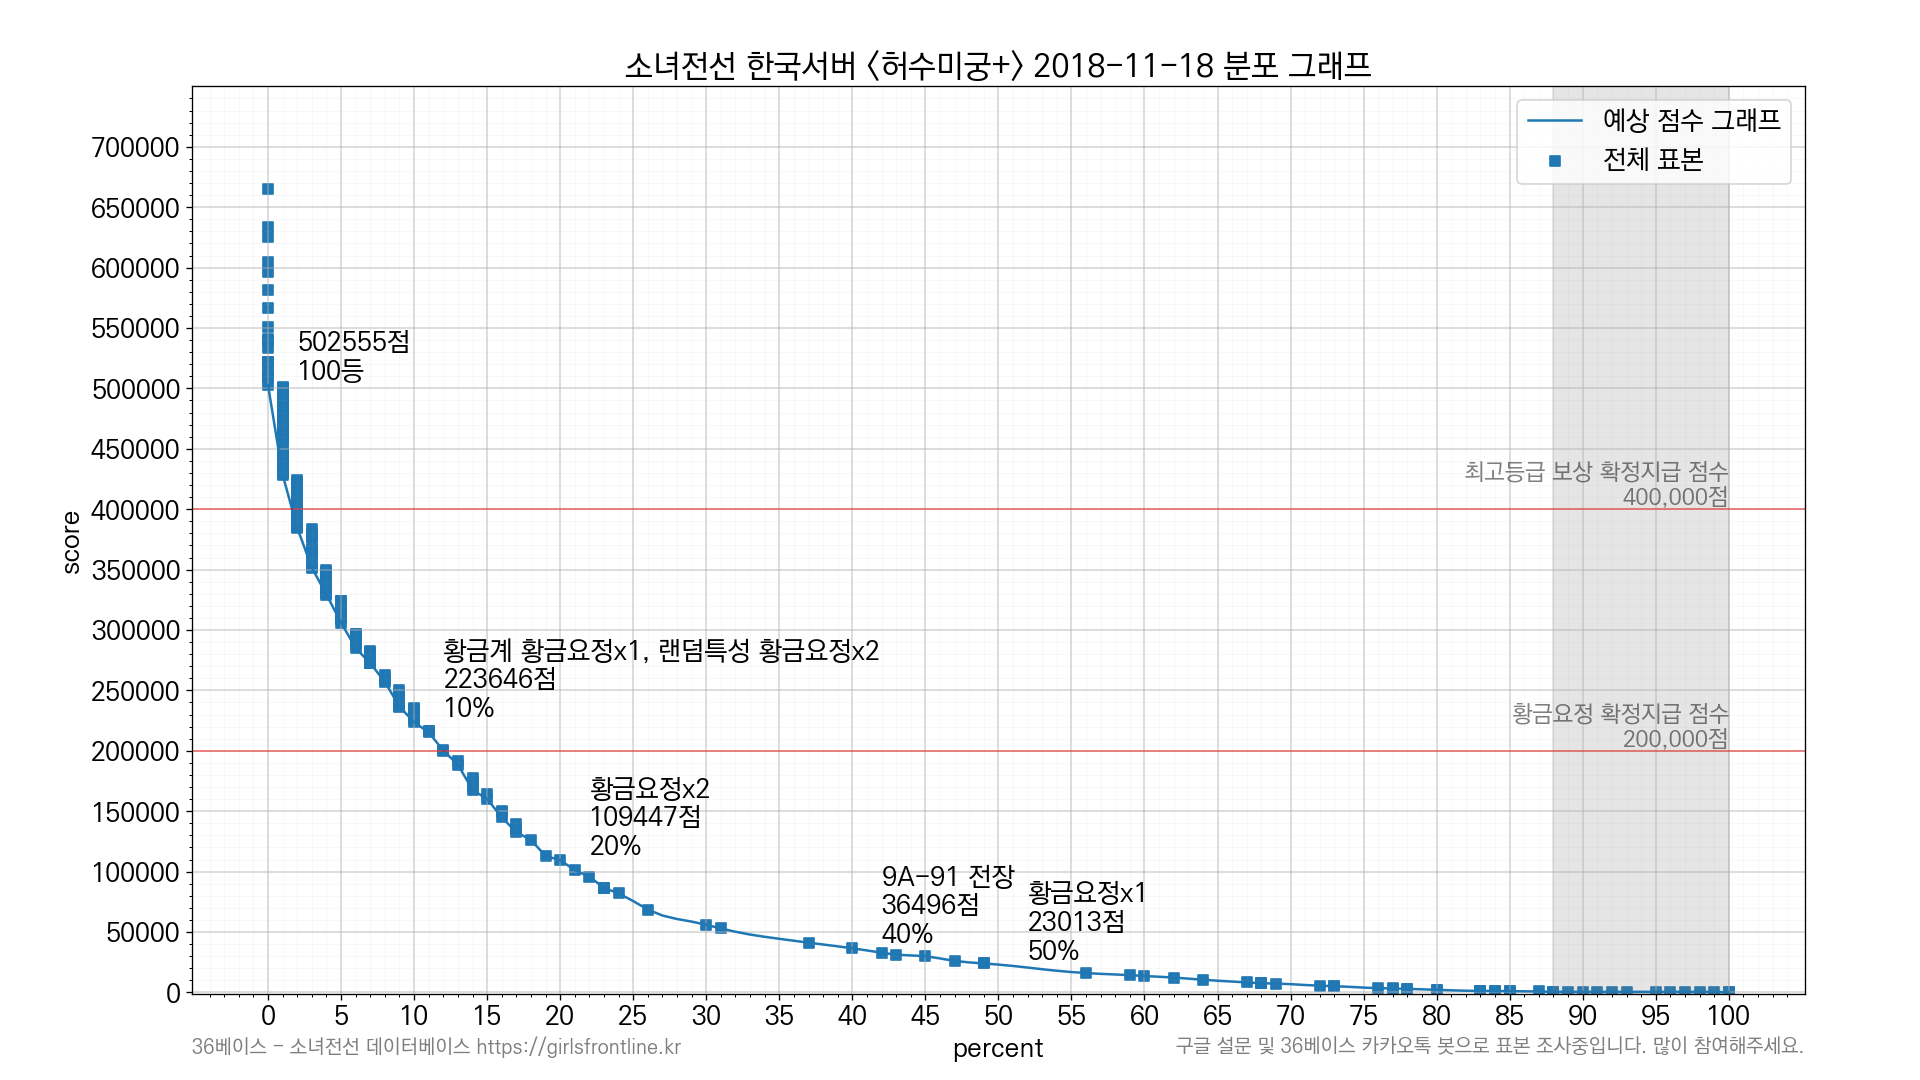 소녀전선 한국서버 <허수미궁+> 2018-11-18 분포 그래프
예상 점수 그래프
전체 표본
700000
650000
600000
550000
500000
450000
400000
350000
300000
250000
200000
150000
100000
50000
0
score
502555점
100등
최고등급 보상 확정지급 점수
400,000점
황금계 황금요정x1, 랜덤특성 황금요정x2
223646점
10%
황금요정 확정지급 점수
200,000점
황금요정x2
109447점
20%
9A-91 전장
36496점
40%
황금요정x1
23013점
50%
0 5 10 15 20 25 30 35 40 45 50 55 60 65 70 75 80 85 90 95 100
percent
36베이스 - 소녀전선 데이터베이스 https://girlsfrontline.kr
구글 설문 및 36베이스 카카오톡 봇으로 표본 조사중입니다. 많이 참여해주세요.